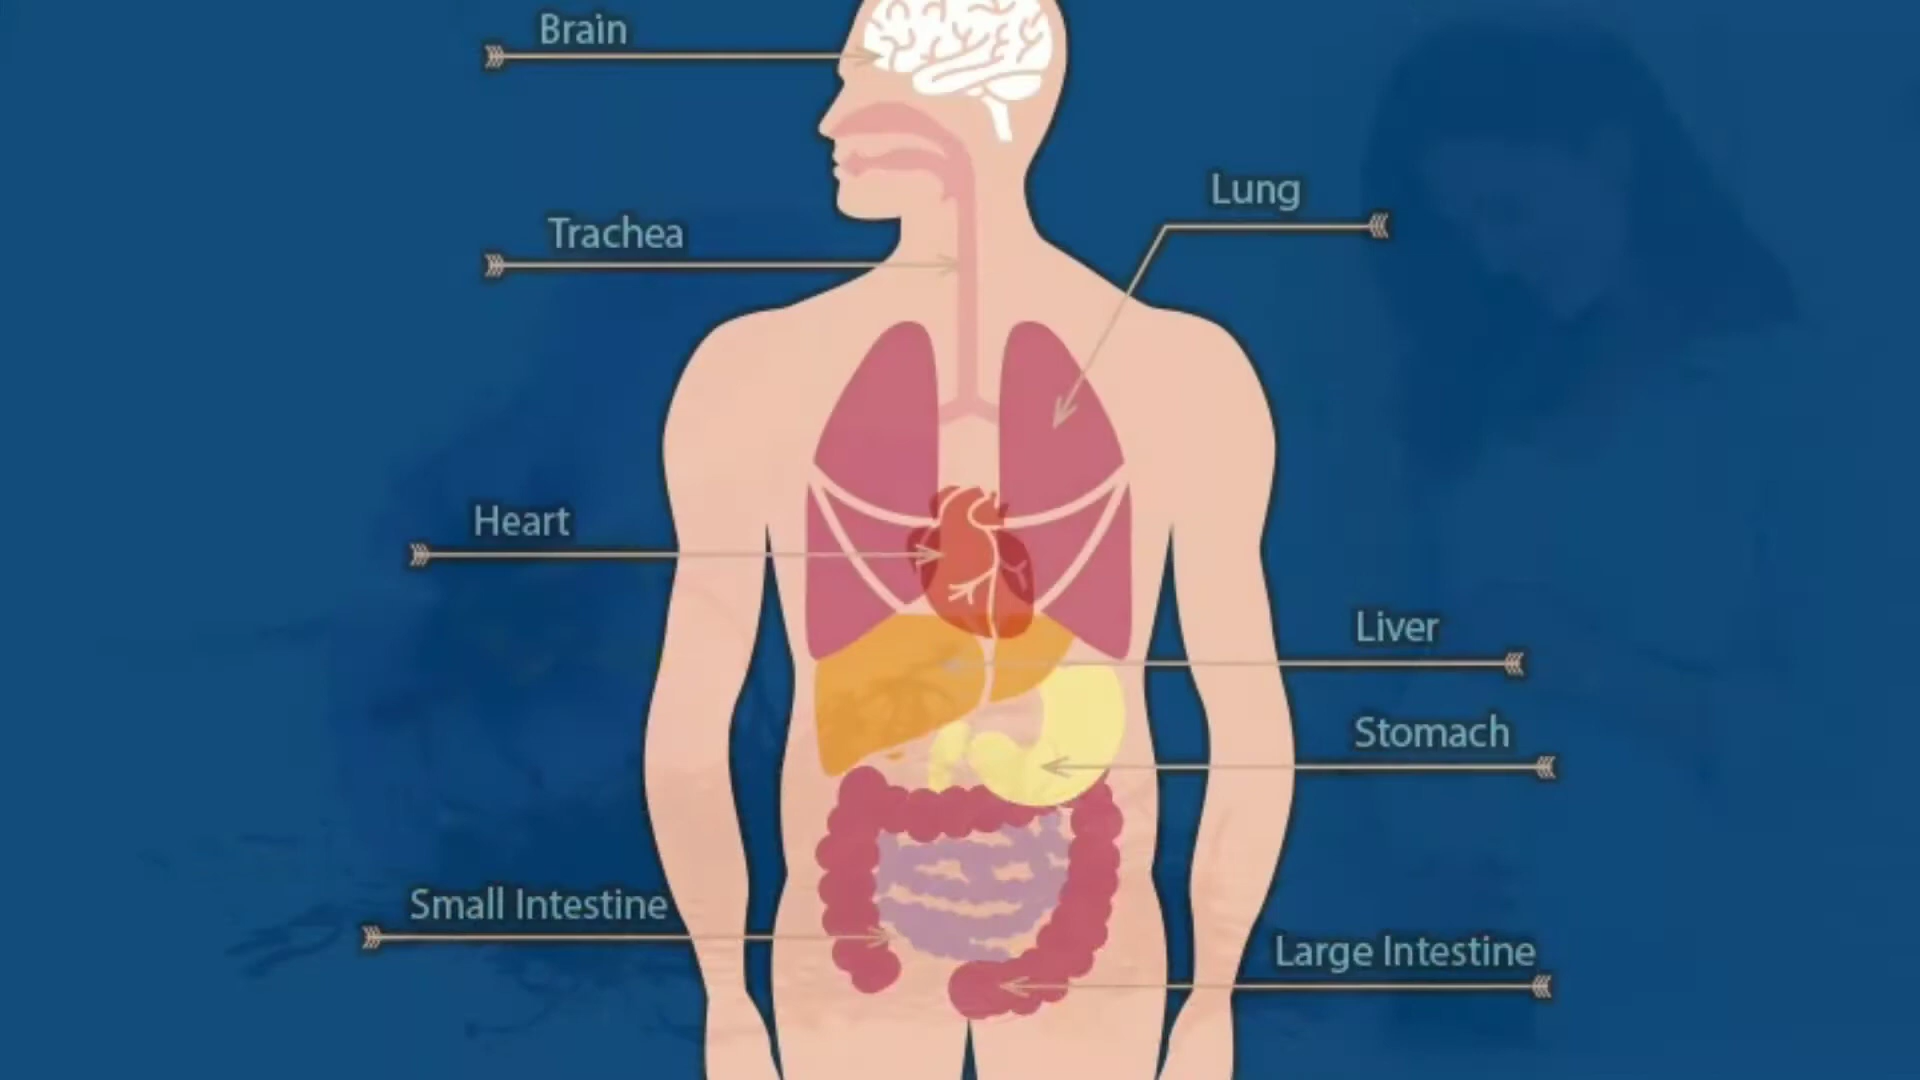 Brain
Lung
Trachea
Heart
Liver
Stomach
Small Intestine
Large Intestine